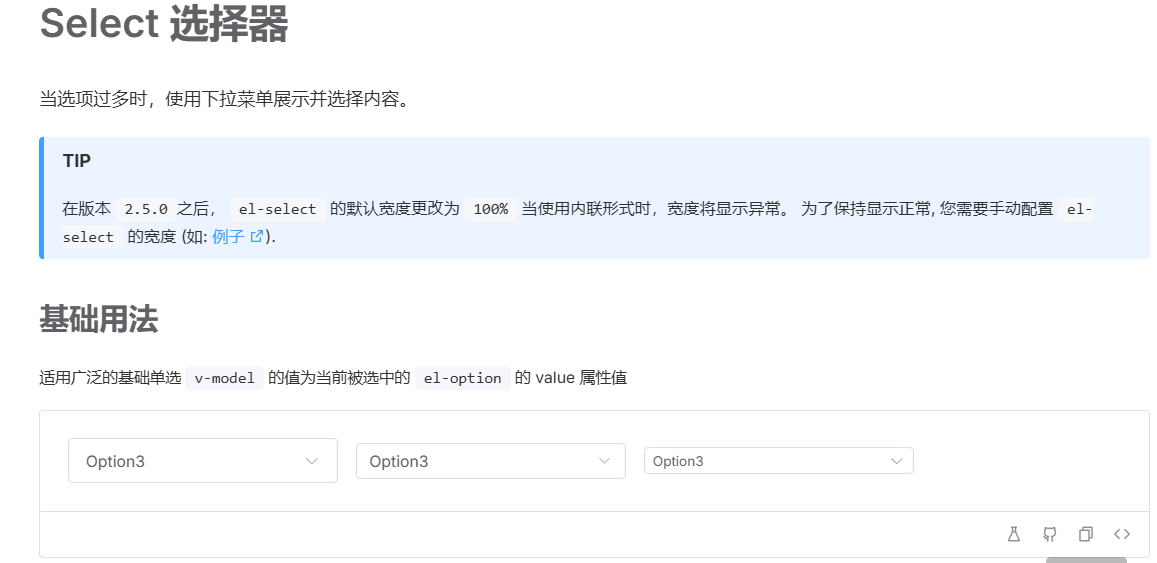 Select 选择器
当选项过多时，使用下拉菜单展示并选择内容。
TIP
在版本 2.5.0 之后， el-select 的默认宽度更改为 100% 当使用内联形式时，宽度将显示异常。 为了保持显示正常, 您需要手动配置 el-
select 的宽度 (如: 例子).
基础用法
适用广泛的基础单选 v-model 的值为当前被选中的 el-option 的 value 属性值
Option3 Option3 Option3